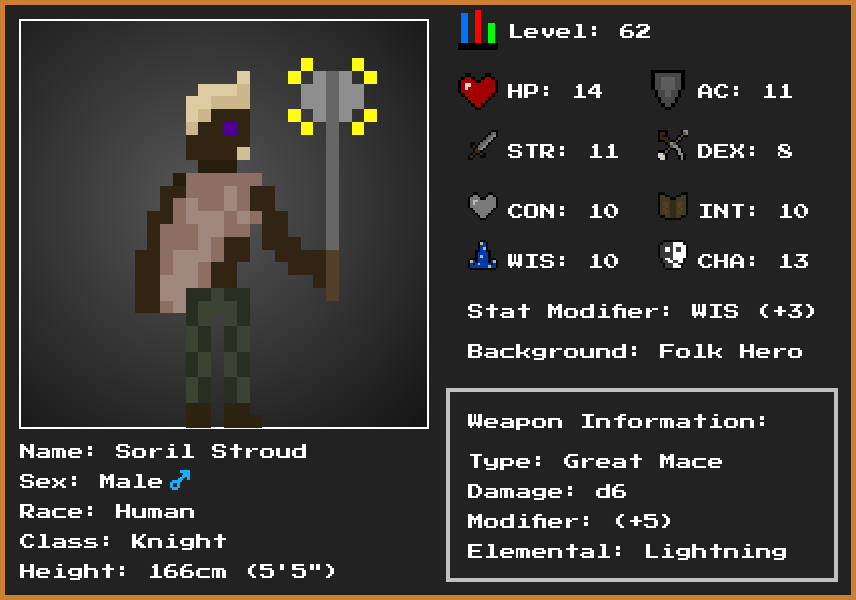 Level: 62
HP: 14
AC: 11
STR: 11
DEX: 8
CON: 10
INT: 10
WIS: 10
CHA: 13
Stat Modifier: WIS (+3)
Background: Folk Hero
Weapon Information:
Type: Great Mace
Damage: d6
Modifier: (+5)
Elemental: Lightning
Name: Soril Stroud
Sex: Male ♂
Race: Human
Class: Knight
Height: 166cm (5'5")